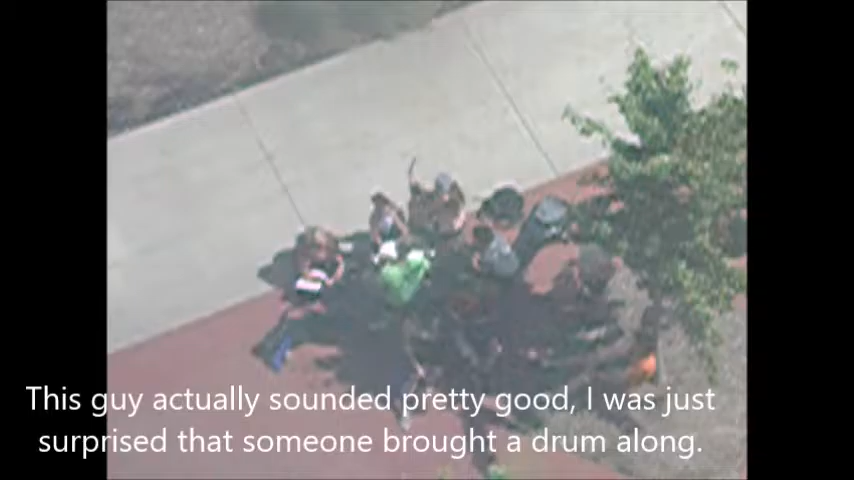 This guy actually sounded pretty good, I was just
surprised that someone brought a drum along.